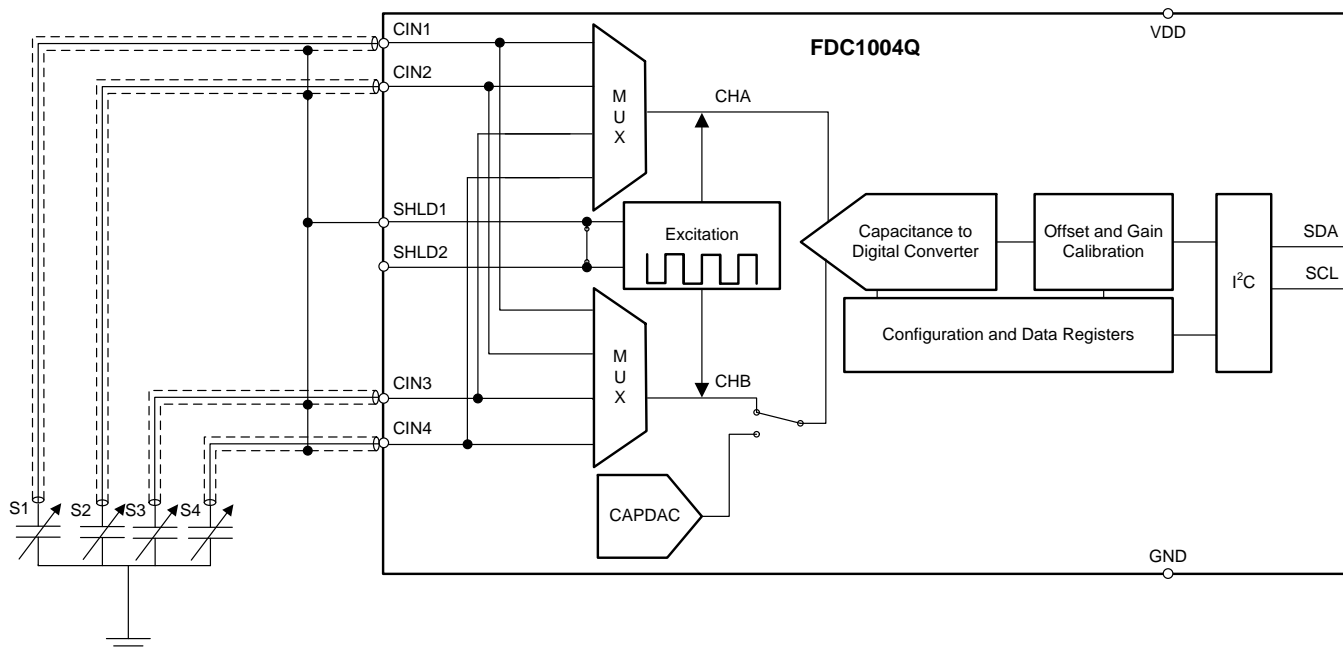 CIN1
FDC1004Q
VDD
CIN2
M
U
X
CHA
SHLD1
Excitation
Capacitance to
Digital Converter
Offset and Gain
Calibration
SDA
SHLD2
I²C
SCL
M
U
X
Configuration and Data Registers
CIN3
CHB
CIN4
S1
S2
S3
S4
CAPDAC
GND